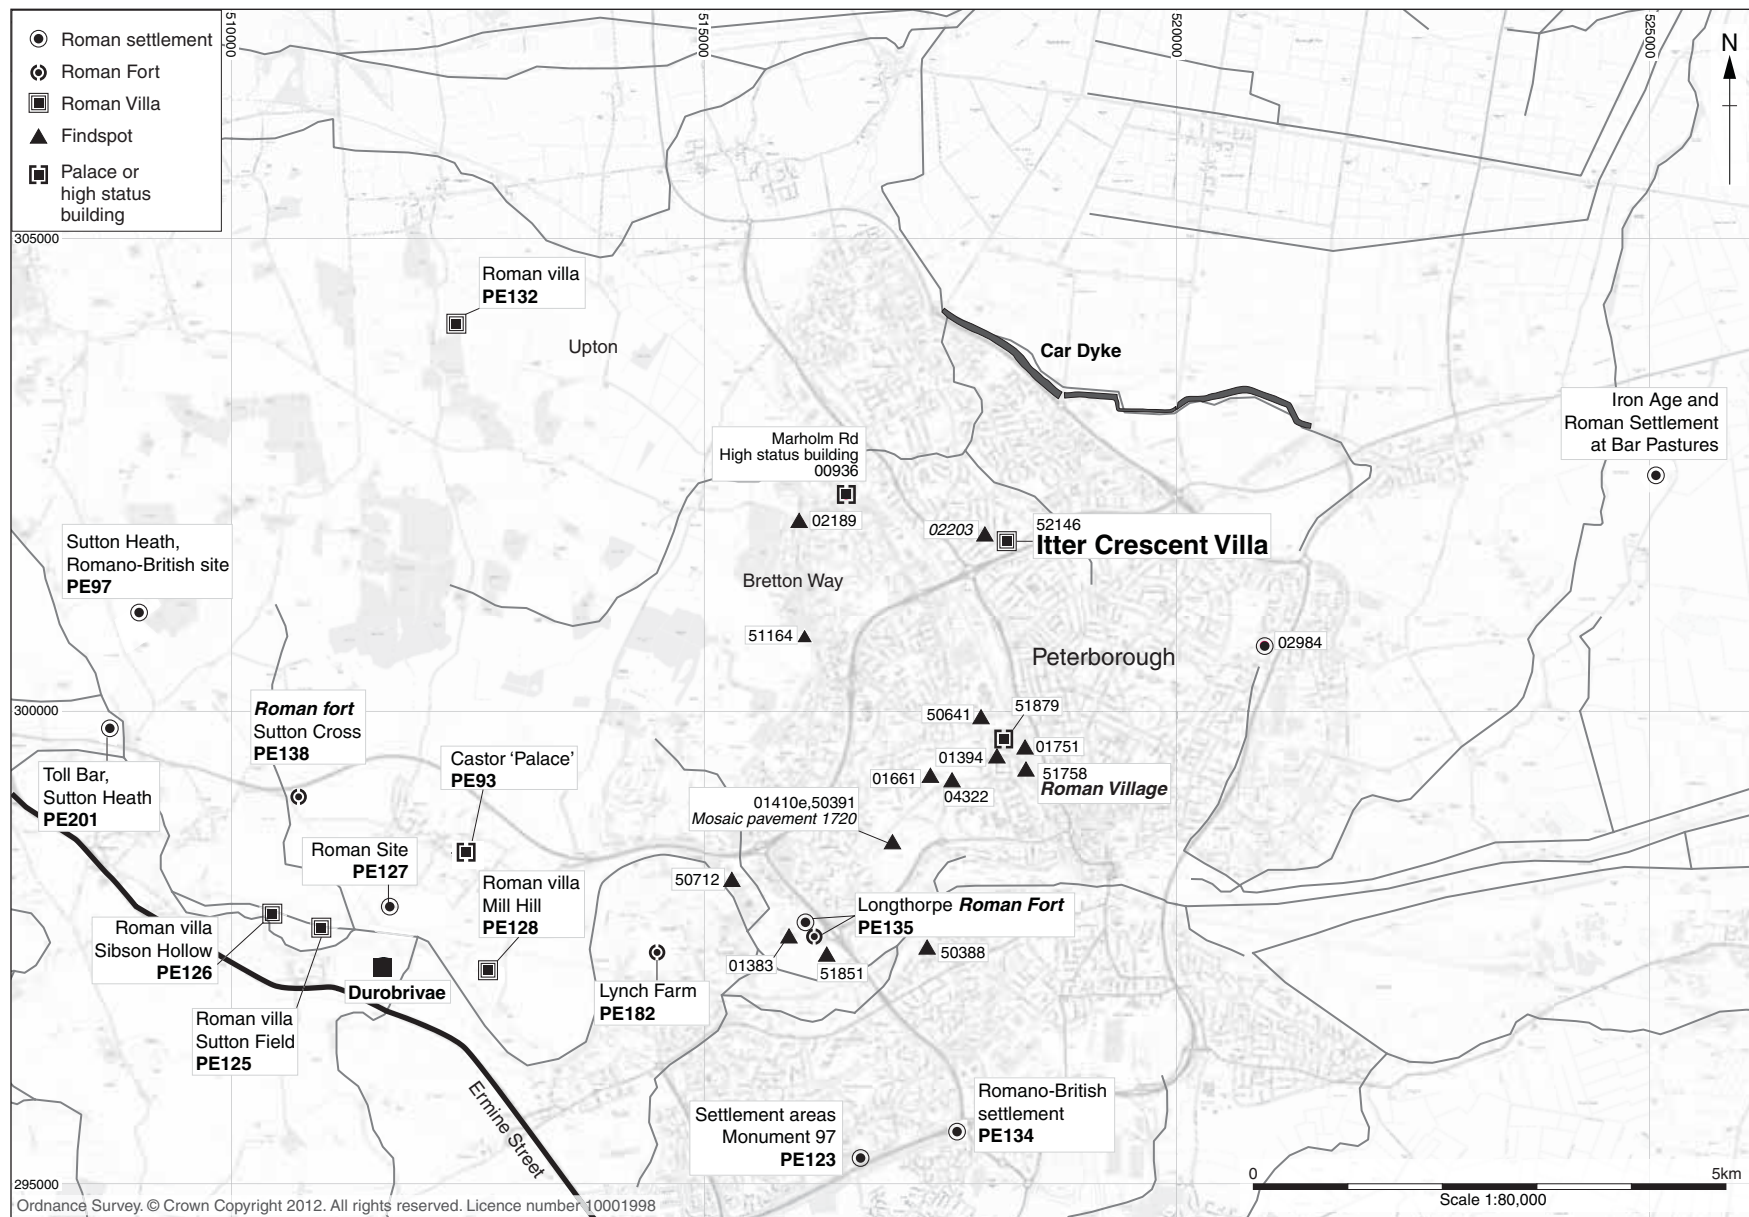 Roman settlement
Roman Fort
Roman Villa
Findspot
Palace or
high status
building
5100000
515000
520000
525000
N
305000
300000
295000
Roman villa
PE132
Upton
Car Dyke
Iron Age and
Roman Settlement
at Bar Pastures
Marholm Rd
High status building
00936
02189
02203
52146
Itter Crescent Villa
Sutton Heath,
Romano-British site
PE97
Bretton Way
51164
Peterborough
02984
Roman fort
Sutton Cross
PE138
50641
51879
01751
01394
51758
Roman Village
01661
04322
Castor ‘Palace’
PE93
Toll Bar,
Sutton Heath
PE201
01410e,50391
Mosaic pavement 1720
Roman Site
PE127
50712
Roman villa
Mill Hill
PE128
Longthorpe Roman Fort
PE135
Roman villa
Sibson Hollow
PE126
01383
51851
50388
Durobrivae
Lynch Farm
PE182
Roman villa
Sutton Field
PE125
Ermine Street
Settlement areas
Monument 97
PE123
Romano-British
settlement
PE134
0
5km
Scale 1:80,000
Ordnance Survey. © Crown Copyright 2012. All rights reserved. Licence number 10001998